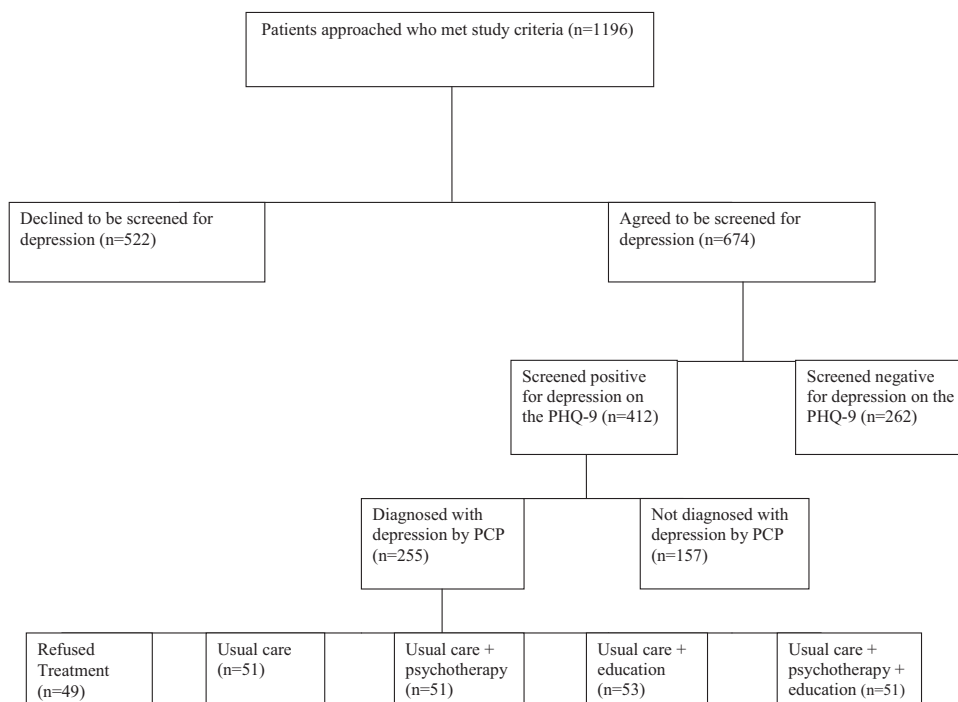 Patients approached who met study criteria (n=1196)
Declined to be screened for
depression (n=522)
Agreed to be screened for
depression (n=674)
Screened positive
for depression on
the PHQ-9 (n=412)
Screened negative
for depression on the
PHQ-9 (n=262)
Diagnosed with
depression by PCP
(n=255)
Not diagnosed with
depression by PCP
(n=157)
Refused
Treatment
(n=49)
Usual care
(n=51)
Usual care +
psychotherapy
(n=51)
Usual care +
education
(n=53)
Usual care +
psychotherapy +
education (n=51)